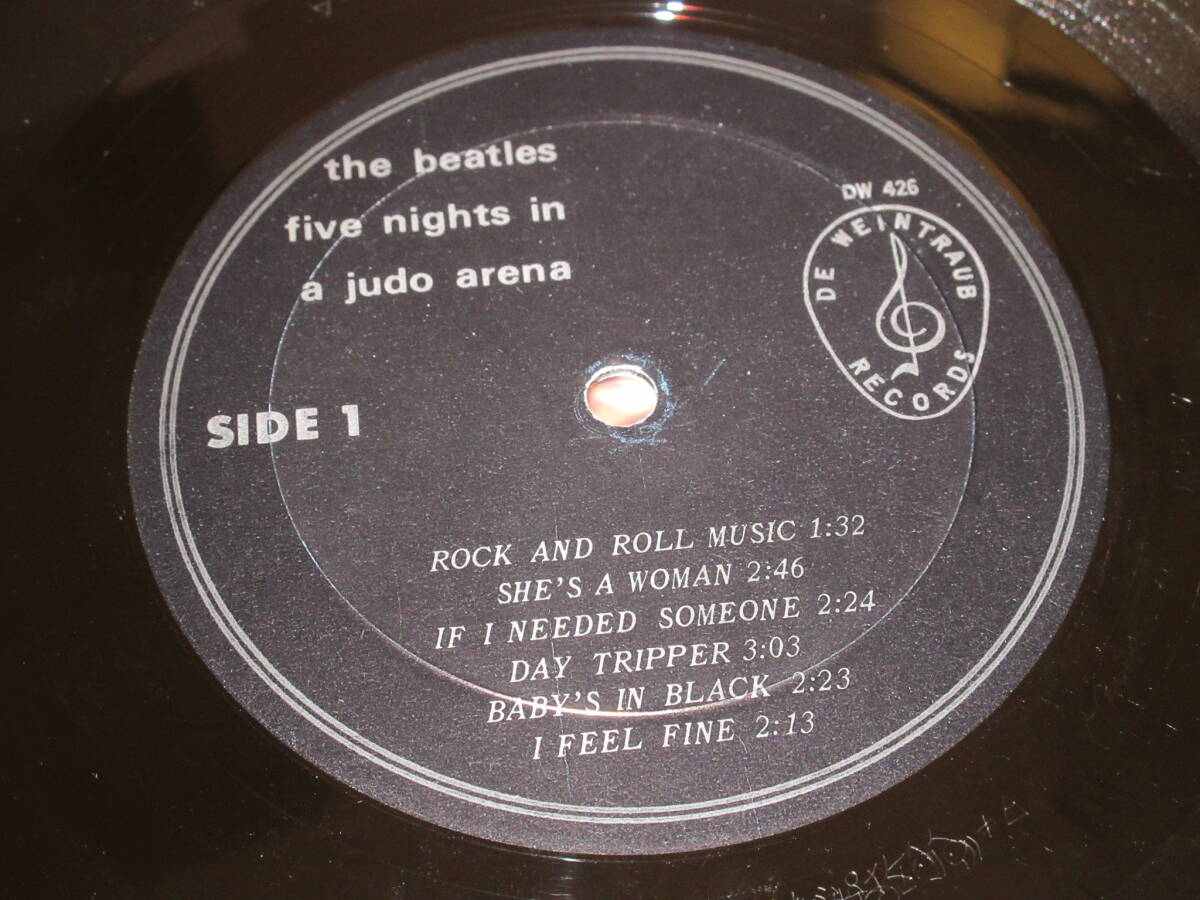 the beatles
five nights in
a judo arena
DW 426
DE WEINTRAUB
RECORDS
SIDE 1
ROCK AND ROLL MUSIC 1:32
SHE'S A WOMAN 2:46
IF I NEEDED SOMEONE 2:24
DAY TRIPPER 3:03
BABY'S IN BLACK 2:23
I FEEL FINE 2:13